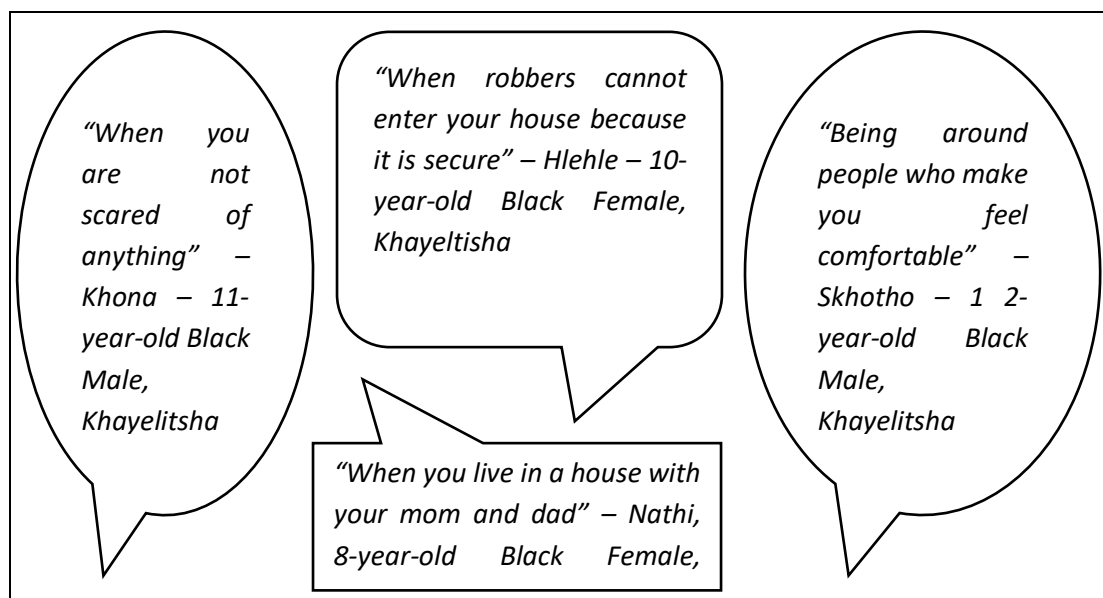 “When you
are not
scared of
anything” –
Khona – 11-
year-old Black
Male,
Khayelitsha
“When robbers cannot
enter your house because
it is secure” – Hlehle – 10-
year-old Black Female,
Khayeltisha
“When you live in a house with
your mom and dad” – Nathi,
8-year-old Black Female,
“Being around
people who make
you feel
comfortable” –
Skhotho – 1 2-
year-old Black
Male,
Khayelitsha